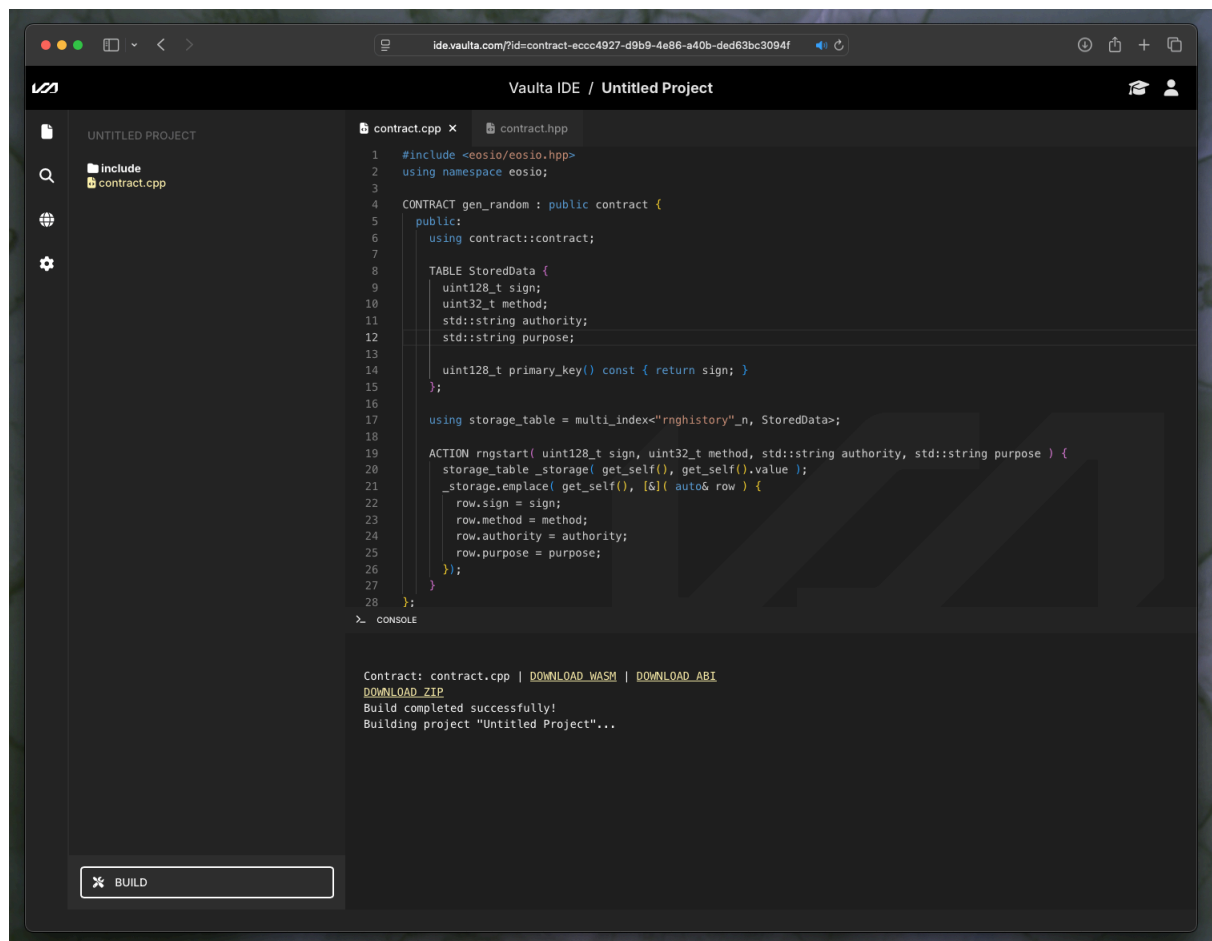 ide.vaulta.com/?id=contract-eccc4927-d9b9-4e86-a40b-ded63bc3094f
Vaulta IDE / Untitled Project
UNTITLED PROJECT
include
contract.cpp
contract.cpp
contract.hpp
1 #include <eosio/eosio.hpp>
2 using namespace eosio;
3
4 CONTRACT gen_random : public contract {
5 public:
6 using contract::contract;
7
8 TABLE StoredData {
9 uint128_t sign;
10 uint32_t method;
11 std::string authority;
12 std::string purpose;
13
14 uint128_t primary_key() const { return sign; }
15 };
16
17 using storage_table = multi_index<"rnghistory"_n, StoredData>;
18
19 ACTION rngstart( uint128_t sign, uint32_t method, std::string authority, std::string purpose ) {
20 storage_table _storage( get_self(), get_self().value );
21 _storage.emplace( get_self(), [&]( auto& row ) {
22 row.sign = sign;
23 row.method = method;
24 row.authority = authority;
25 row.purpose = purpose;
26 });
27 }
28 };
CONSOLE
Contract: contract.cpp | DOWNLOAD WASM | DOWNLOAD ABI
DOWNLOAD ZIP
Build completed successfully!
Building project "Untitled Project"...
BUILD